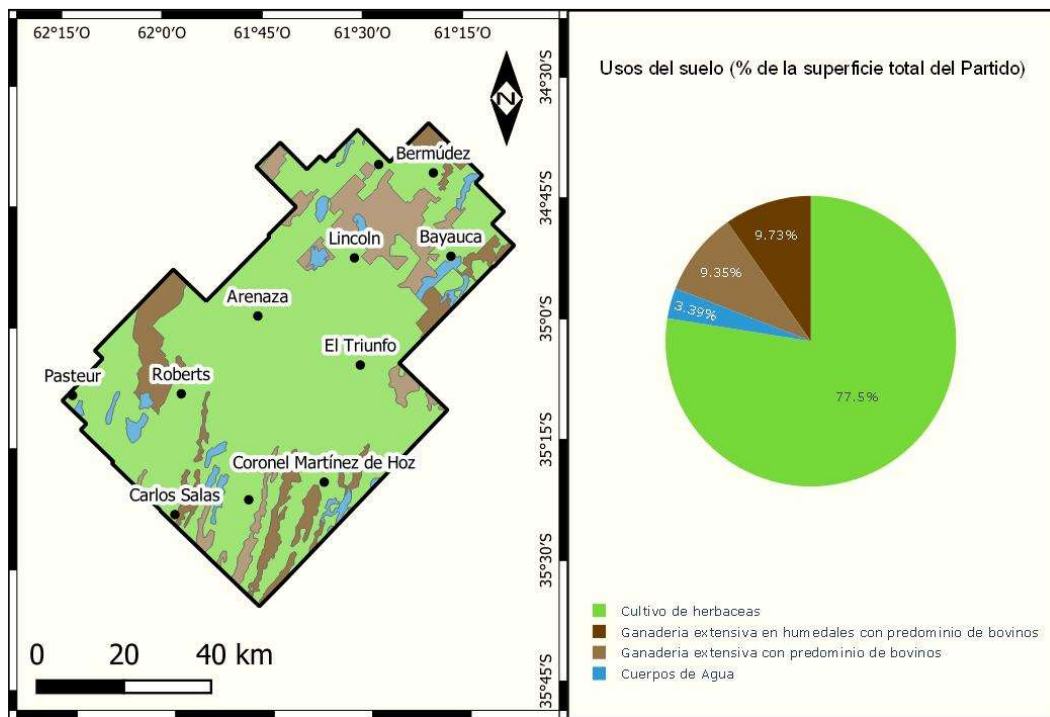 62°15'O 62°0'O 61°45'O 61°30'O 61°15'O
34°30'S
34°45'S
35°0'S
35°15'S
35°30'S
35°45'S
N
Bermúdez
Lincoln
Bayauca
Arenaza
El Triunfo
Pasteur
Roberts
Coronel Martínez de Hoz
Carlos Salas
0 20 40 km
Usos del suelo (% de la superficie total del Partido)
9.73%
9.35%
3.39%
77.5%
Cultivo de herbaceas
Ganaderia extensiva en humedales con predominio de bovinos
Ganaderia extensiva con predominio de bovinos
Cuerpos de Agua